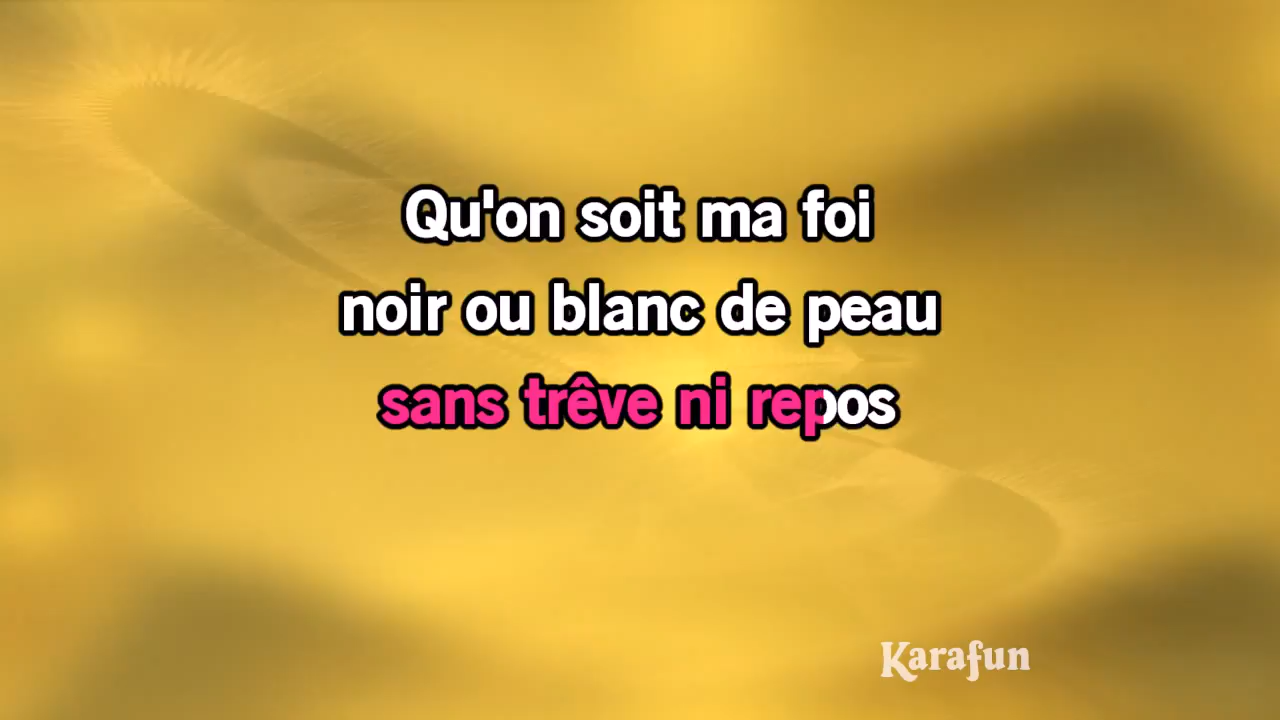 Qu'on soit ma foi
noir ou blanc de peau
sans trêve ni repos
Karafun